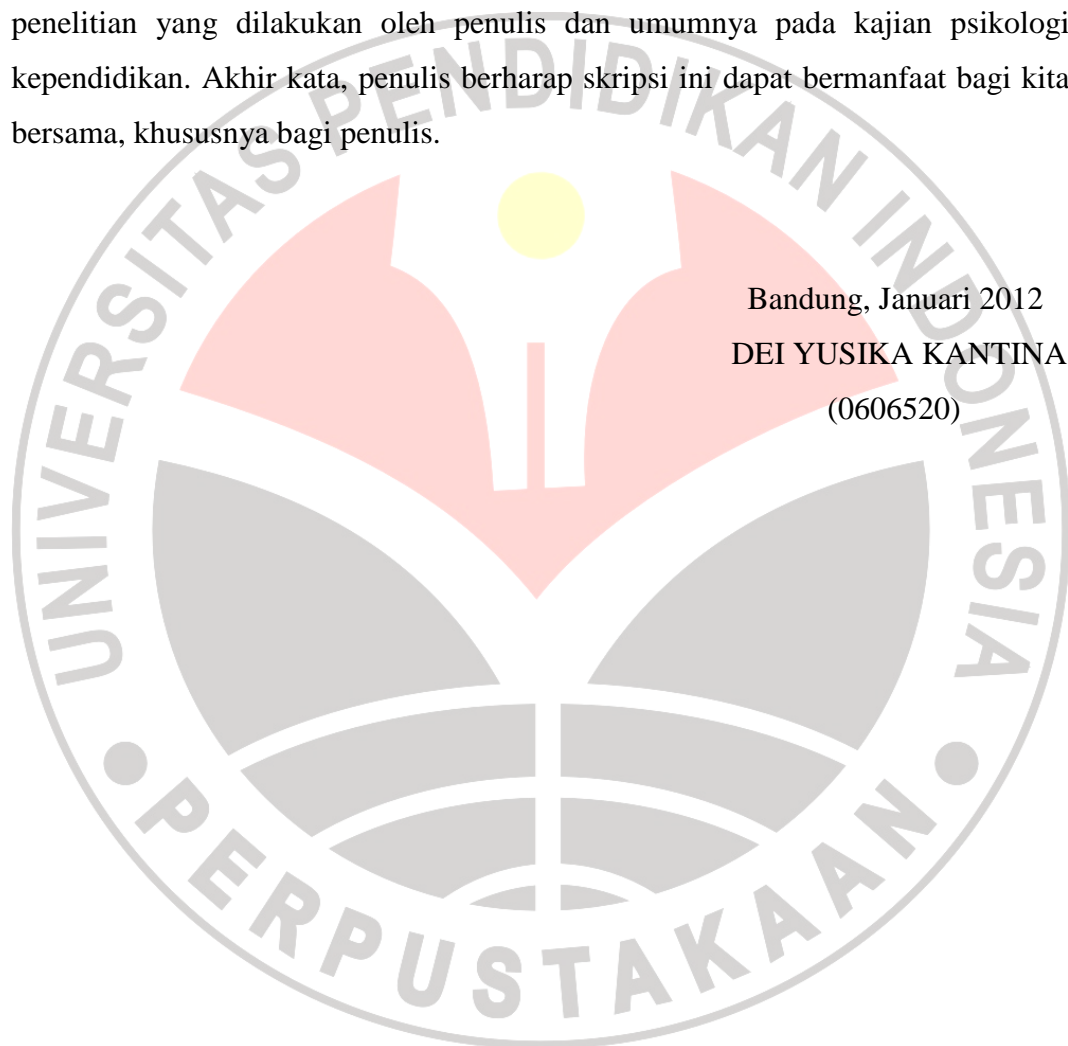 penelitian yang dilakukan oleh penulis dan umumnya pada kajian psikologi
kependidikan. Akhir kata, penulis berharap skripsi ini dapat bermanfaat bagi kita
bersama, khususnya bagi penulis.
Bandung, Januari 2012
DEI YUSIKA KANTINA
(0606520)
UNIVERSITAS PENDIDIKAN INDONESIA
PERPUSTAKAAN